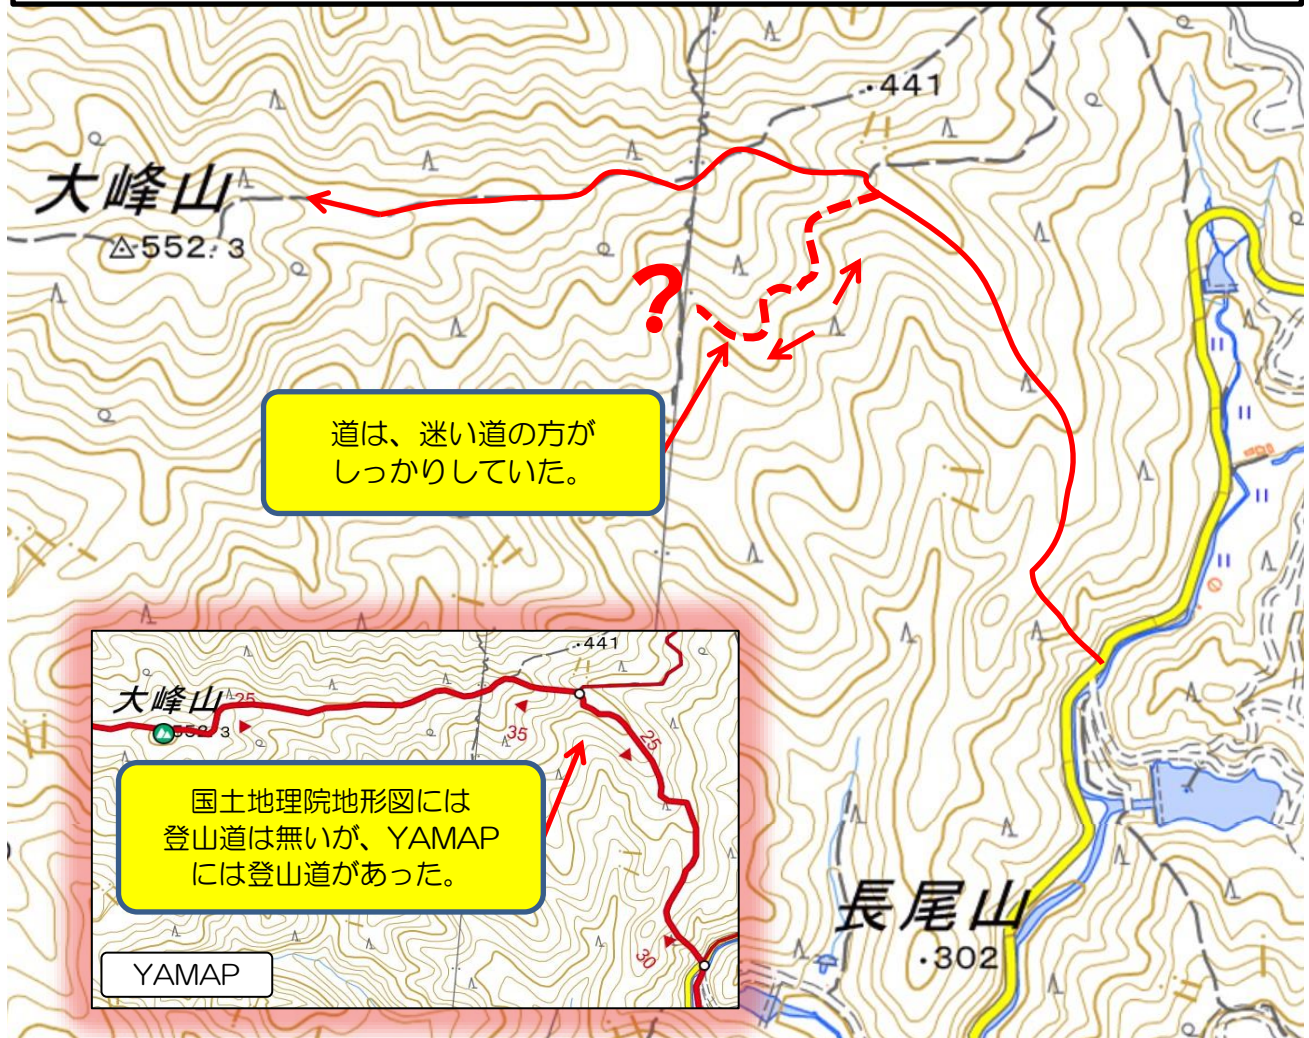 ・441
大峰山
△552.3
?
道は、迷い道の方が
しっかりしていた。
・441
大峰山
25
552.3
35
25
国土地理院地形図には
登山道は無いが、YAMAP
には登山道があった。
30
YAMAP
長尾山
・302